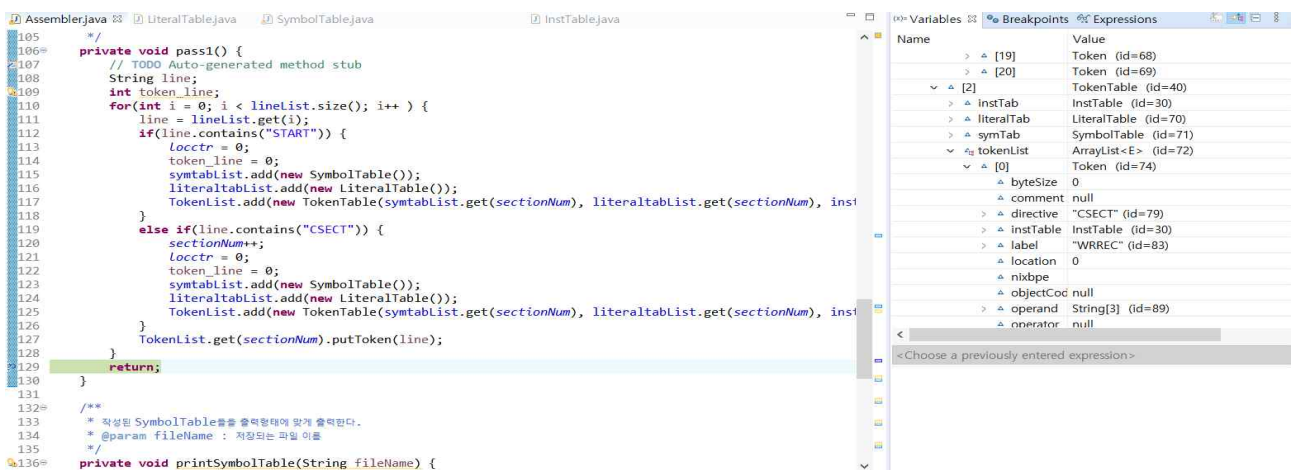 Assembler.java LiteralTable.java SymbolTable.java InstTable.java
105 */
106 private void pass1() {
107 // TODO Auto-generated method stub
108 String line;
109 int token_line;
110 for(int i = 0; i < lineList.size(); i++ ) {
111 line = lineList.get(i);
112 if(line.contains("START")) {
113 locctr = 0;
114 token_line = 0;
115 symtabList.add(new SymbolTable());
116 literaltabList.add(new LiteralTable());
117 TokenList.add(new TokenTable(symtabList.get(sectionNum), literaltabList.get(sectionNum), inst
118 }
119 else if(line.contains("CSECT")) {
120 sectionNum++;
121 locctr = 0;
122 token_line = 0;
123 symtabList.add(new SymbolTable());
124 literaltabList.add(new LiteralTable());
125 TokenList.add(new TokenTable(symtabList.get(sectionNum), literaltabList.get(sectionNum), inst
126 }
127 TokenList.get(sectionNum).putToken(line);
128 }
129 return;
130 }
131
132 /**
133 * 작성된 SymbolTable들을 출력형태에 맞게 출력한다.
134 * @param fileName : 저장되는 파일 이름
135 */
136 private void printSymbolTable(String fileName) {
(x)= Variables Breakpoints Expressions
Name Value
[19] Token (id=68)
[20] Token (id=69)
[2] TokenTable (id=40)
instTab InstTable (id=30)
literalTab LiteralTable (id=70)
symTab SymbolTable (id=71)
tokenList ArrayList<E> (id=72)
[0] Token (id=74)
byteSize 0
comment null
directive "CSECT" (id=79)
instTable InstTable (id=30)
label "WRREC" (id=83)
location 0
nixbpe
objectCod null
operand String[3] (id=89)
operator null
<Choose a previously entered expression>